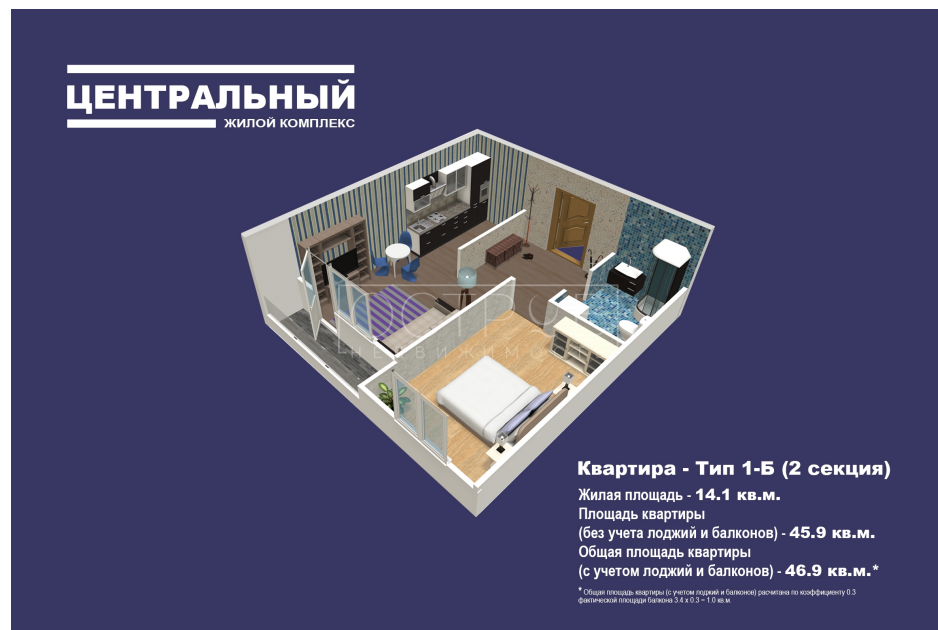 ЦЕНТРАЛЬНЫЙ
ЖИЛОЙ КОМПЛЕКС
НЕДВИЖИМОСТЬ
Квартира - Тип 1-Б (2 секция)
Жилая площадь - 14.1 кв.м.
Площадь квартиры
(без учета лоджий и балконов) - 45.9 кв.м.
Общая площадь квартиры
(с учетом лоджий и балконов) - 46.9 кв.м.*
* Общая площадь квартиры (с учетом лоджий и балконов) расчитана по коэффициенту 0.3
фактической площади балкона 3.4 х 0.3 = 1.0 кв.м.